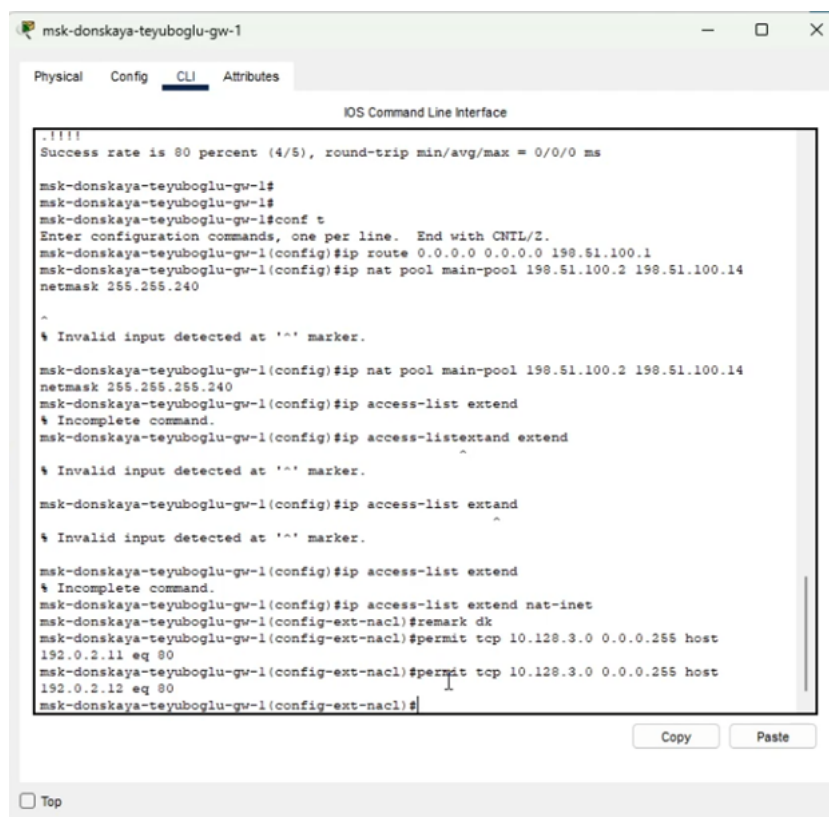 msk-donskaya-teyuboglu-gw-1
Physical Config CLI Attributes
IOS Command Line Interface
.!!!!
Success rate is 80 percent (4/5), round-trip min/avg/max = 0/0/0 ms
msk-donskaya-teyuboglu-gw-1#
msk-donskaya-teyuboglu-gw-1#
msk-donskaya-teyuboglu-gw-1#conf t
Enter configuration commands, one per line.  End with CNTL/Z.
msk-donskaya-teyuboglu-gw-1(config)#ip route 0.0.0.0 0.0.0.0 198.51.100.1
msk-donskaya-teyuboglu-gw-1(config)#ip nat pool main-pool 198.51.100.2 198.51.100.14
netmask 255.255.240
^
% Invalid input detected at '^' marker.
msk-donskaya-teyuboglu-gw-1(config)#ip nat pool main-pool 198.51.100.2 198.51.100.14
netmask 255.255.255.240
msk-donskaya-teyuboglu-gw-1(config)#ip access-list extend
% Incomplete command.
msk-donskaya-teyuboglu-gw-1(config)#ip access-listextand extend
^
% Invalid input detected at '^' marker.
msk-donskaya-teyuboglu-gw-1(config)#ip access-list extand
^
% Invalid input detected at '^' marker.
msk-donskaya-teyuboglu-gw-1(config)#ip access-list extend
% Incomplete command.
msk-donskaya-teyuboglu-gw-1(config)#ip access-list extend nat-inet
msk-donskaya-teyuboglu-gw-1(config-ext-nacl)#remark dk
msk-donskaya-teyuboglu-gw-1(config-ext-nacl)#permit tcp 10.128.3.0 0.0.0.255 host
192.0.2.11 eq 80
msk-donskaya-teyuboglu-gw-1(config-ext-nacl)#permit tcp 10.128.3.0 0.0.0.255 host
192.0.2.12 eq 80
msk-donskaya-teyuboglu-gw-1(config-ext-nacl)#
Copy Paste
Top